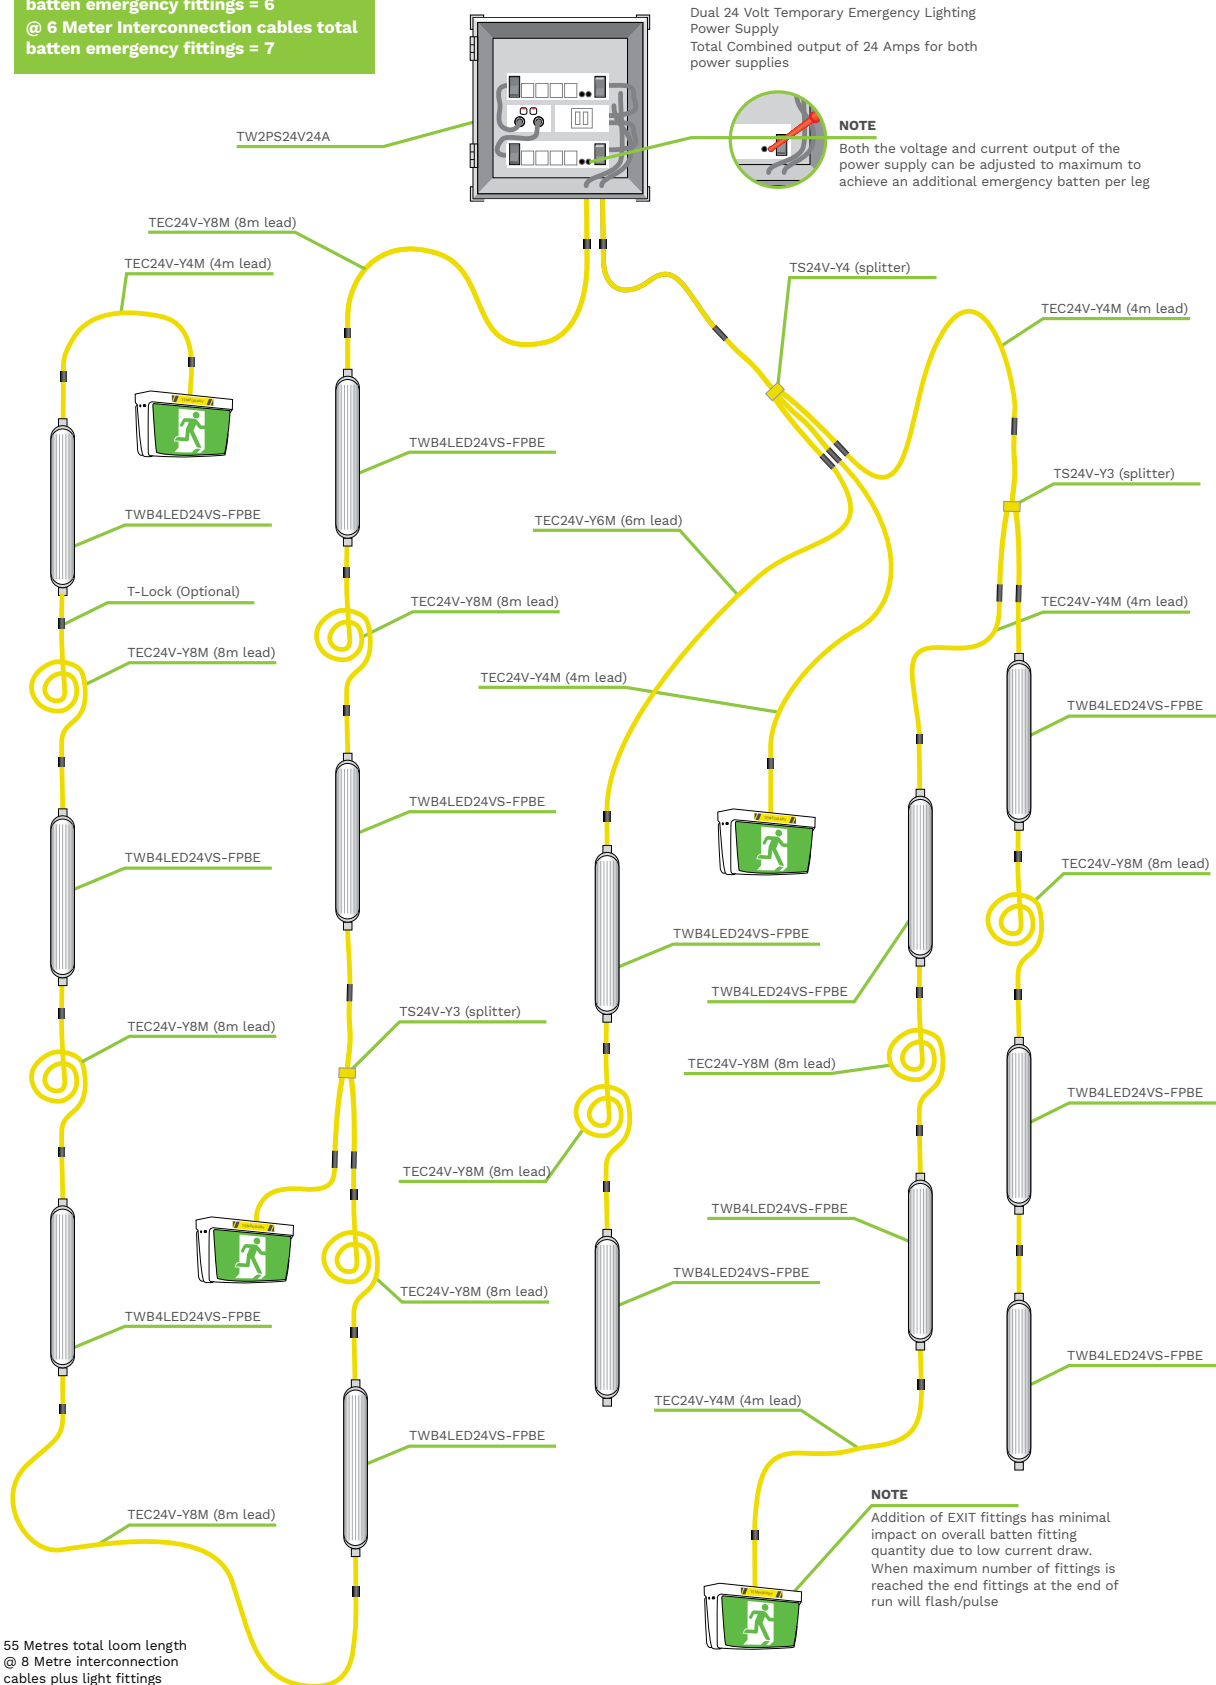 batten emergency fittings = 6
@ 6 Meter Interconnection cables total
batten emergency fittings = 7
Dual 24 Volt Temporary Emergency Lighting
Power Supply
Total Combined output of 24 Amps for both
power supplies
TW2PS24V24A
NOTE
Both the voltage and current output of the
power supply can be adjusted to maximum to
achieve an additional emergency batten per leg
TEC24V-Y8M (8m lead)
TEC24V-Y4M (4m lead)
TS24V-Y4 (splitter)
TEC24V-Y4M (4m lead)
TWB4LED24VS-FPBE
TS24V-Y3 (splitter)
TWB4LED24VS-FPBE
TEC24V-Y6M (6m lead)
T-Lock (Optional)
TEC24V-Y8M (8m lead)
TEC24V-Y4M (4m lead)
TEC24V-Y8M (8m lead)
TEC24V-Y4M (4m lead)
TWB4LED24VS-FPBE
TWB4LED24VS-FPBE
TWB4LED24VS-FPBE
TEC24V-Y8M (8m lead)
TWB4LED24VS-FPBE
TWB4LED24VS-FPBE
TS24V-Y3 (splitter)
TEC24V-Y8M (8m lead)
TEC24V-Y8M (8m lead)
TWB4LED24VS-FPBE
TEC24V-Y8M (8m lead)
TWB4LED24VS-FPBE
TWB4LED24VS-FPBE
TEC24V-Y8M (8m lead)
TWB4LED24VS-FPBE
TWB4LED24VS-FPBE
TEC24V-Y4M (4m lead)
TWB4LED24VS-FPBE
NOTE
Addition of EXIT fittings has minimal
impact on overall batten fitting
quantity due to low current draw.
When maximum number of fittings is
reached the end fittings at the end of
run will flash/pulse
TEC24V-Y8M (8m lead)
55 Metres total loom length
@ 8 Metre interconnection
cables plus light fittings